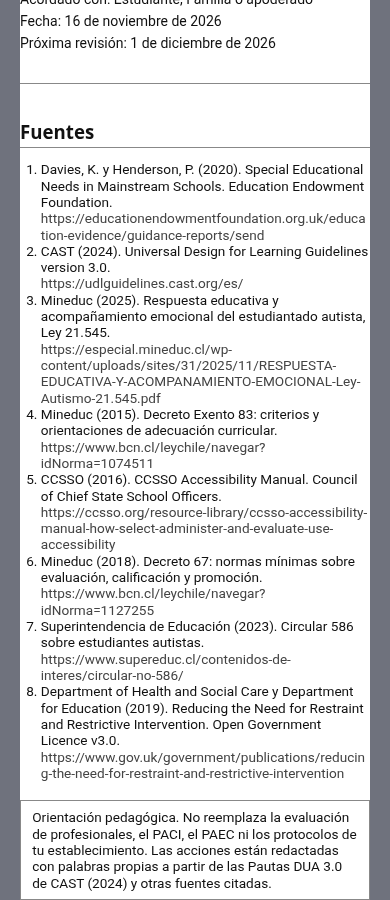 Acordado con: Estudiante, Familia o apoderado
Fecha: 16 de noviembre de 2026
Próxima revisión: 1 de diciembre de 2026
Fuentes
1. Davies, K. y Henderson, P. (2020). Special Educational
Needs in Mainstream Schools. Education Endowment
Foundation.
https://educationendowmentfoundation.org.uk/educa
tion-evidence/guidance-reports/send
2. CAST (2024). Universal Design for Learning Guidelines
version 3.0.
https://udlguidelines.cast.org/es/
3. Mineduc (2025). Respuesta educativa y
acompañamiento emocional del estudiantado autista,
Ley 21.545.
https://especial.mineduc.cl/wp-
content/uploads/sites/31/2025/11/RESPUESTA-
EDUCATIVA-Y-ACOMPANAMIENTO-EMOCIONAL-Ley-
Autismo-21.545.pdf
4. Mineduc (2015). Decreto Exento 83: criterios y
orientaciones de adecuación curricular.
https://www.bcn.cl/leychile/navegar?
idNorma=1074511
5. CCSSO (2016). CCSSO Accessibility Manual. Council
of Chief State School Officers.
https://ccsso.org/resource-library/ccsso-accessibility-
manual-how-select-administer-and-evaluate-use-
accessibility
6. Mineduc (2018). Decreto 67: normas mínimas sobre
evaluación, calificación y promoción.
https://www.bcn.cl/leychile/navegar?
idNorma=1127255
7. Superintendencia de Educación (2023). Circular 586
sobre estudiantes autistas.
https://www.supereduc.cl/contenidos-de-
interes/circular-no-586/
8. Department of Health and Social Care y Department
for Education (2019). Reducing the Need for Restraint
and Restrictive Intervention. Open Government
Licence v3.0.
https://www.gov.uk/government/publications/reducin
g-the-need-for-restraint-and-restrictive-intervention
Orientación pedagógica. No reemplaza la evaluación
de profesionales, el PACI, el PAEC ni los protocolos de
tu establecimiento. Las acciones están redactadas
con palabras propias a partir de las Pautas DUA 3.0
de CAST (2024) y otras fuentes citadas.